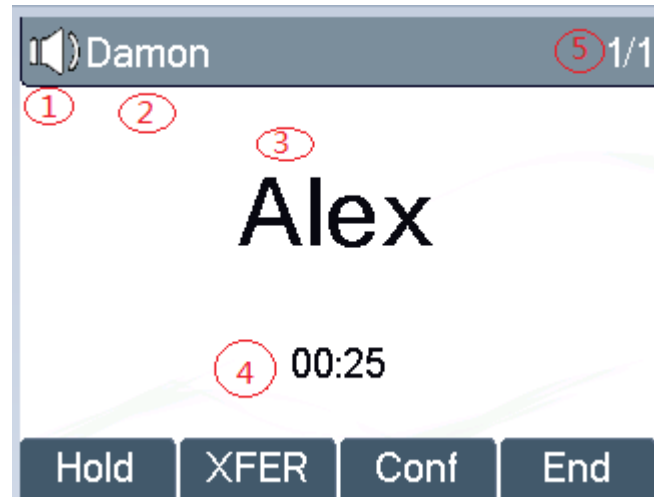 Damon ⑤ 1/1
① ②
③
Alex
④ 00:25
Hold XFER Conf End